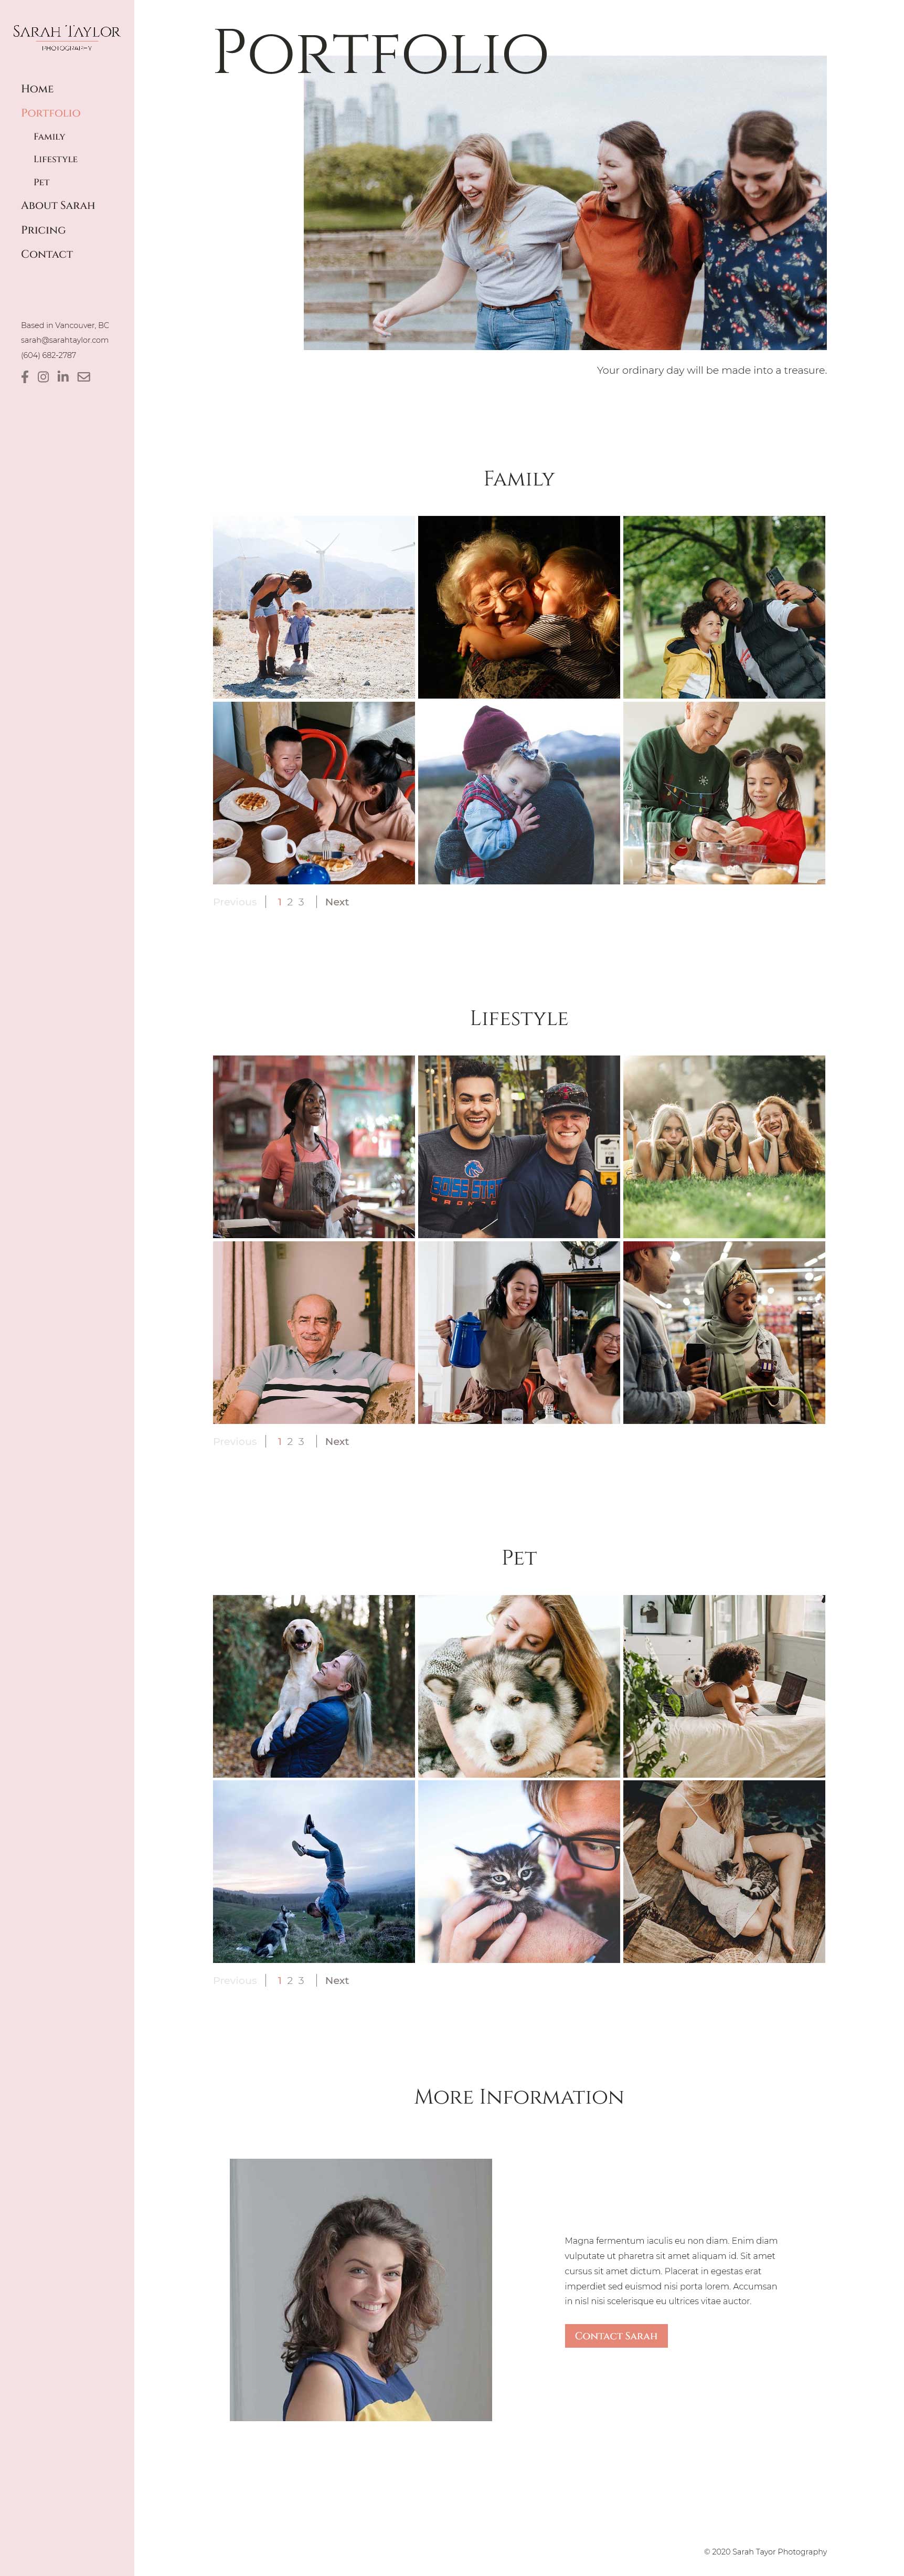 Sarah Taylor
Photography
Home
Portfolio
Family
Lifestyle
Pet
About Sarah
Pricing
Contact
Based in Vancouver, BC
sarah@sarahtaylor.com
(604) 682-2787
Portfolio
Your ordinary day will be made into a treasure.
Family
Previous 1 2 3 Next
Lifestyle
BOISE STATE
BRONCO
Previous 1 2 3 Next
Pet
Previous 1 2 3 Next
More Information
Magna fermentum iaculis eu non diam. Enim diam
vulputate ut pharetra sit amet aliquam id. Sit amet
cursus sit amet dictum. Placerat in egestas erat
imperdiet sed euismod nisi porta lorem. Accumsan
in nisl nisi scelerisque eu ultrices vitae auctor.
Contact Sarah
© 2020 Sarah Tayor Photography